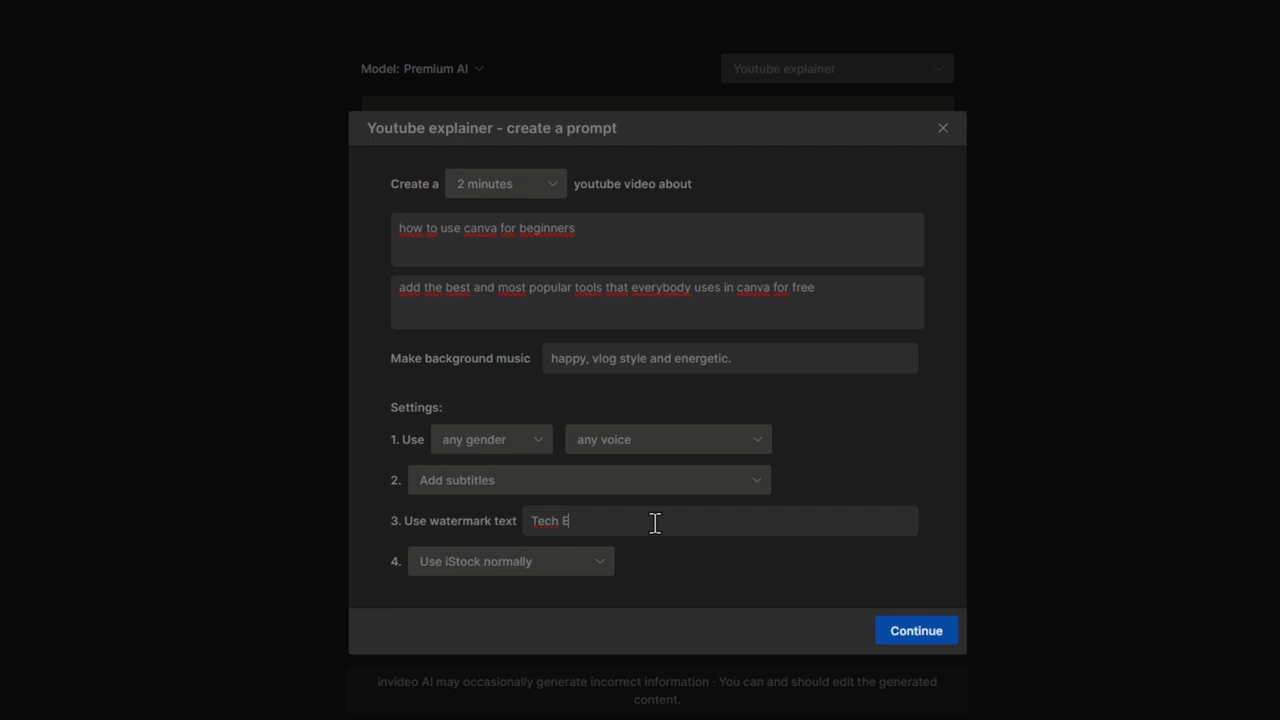 Model: Premium AI
Youtube explainer
Youtube explainer - create a prompt
Create a 2 minutes youtube video about
how to use canva for beginners
add the best and most popular tools that everybody uses in canva for free
Make background music happy, vlog style and energetic.
Settings:
1. Use any gender any voice
2. Add subtitles
3. Use watermark text Tech E
4. Use iStock normally
Continue
invideo AI may occasionally generate incorrect information · You can and should edit the generated
content.